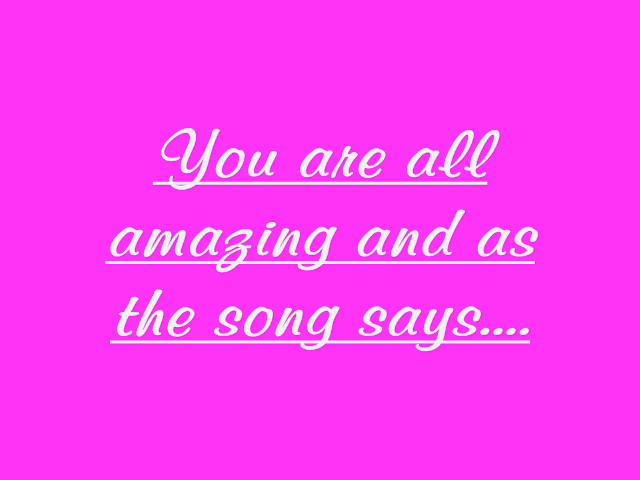 You are all
amazing and as
the song says....